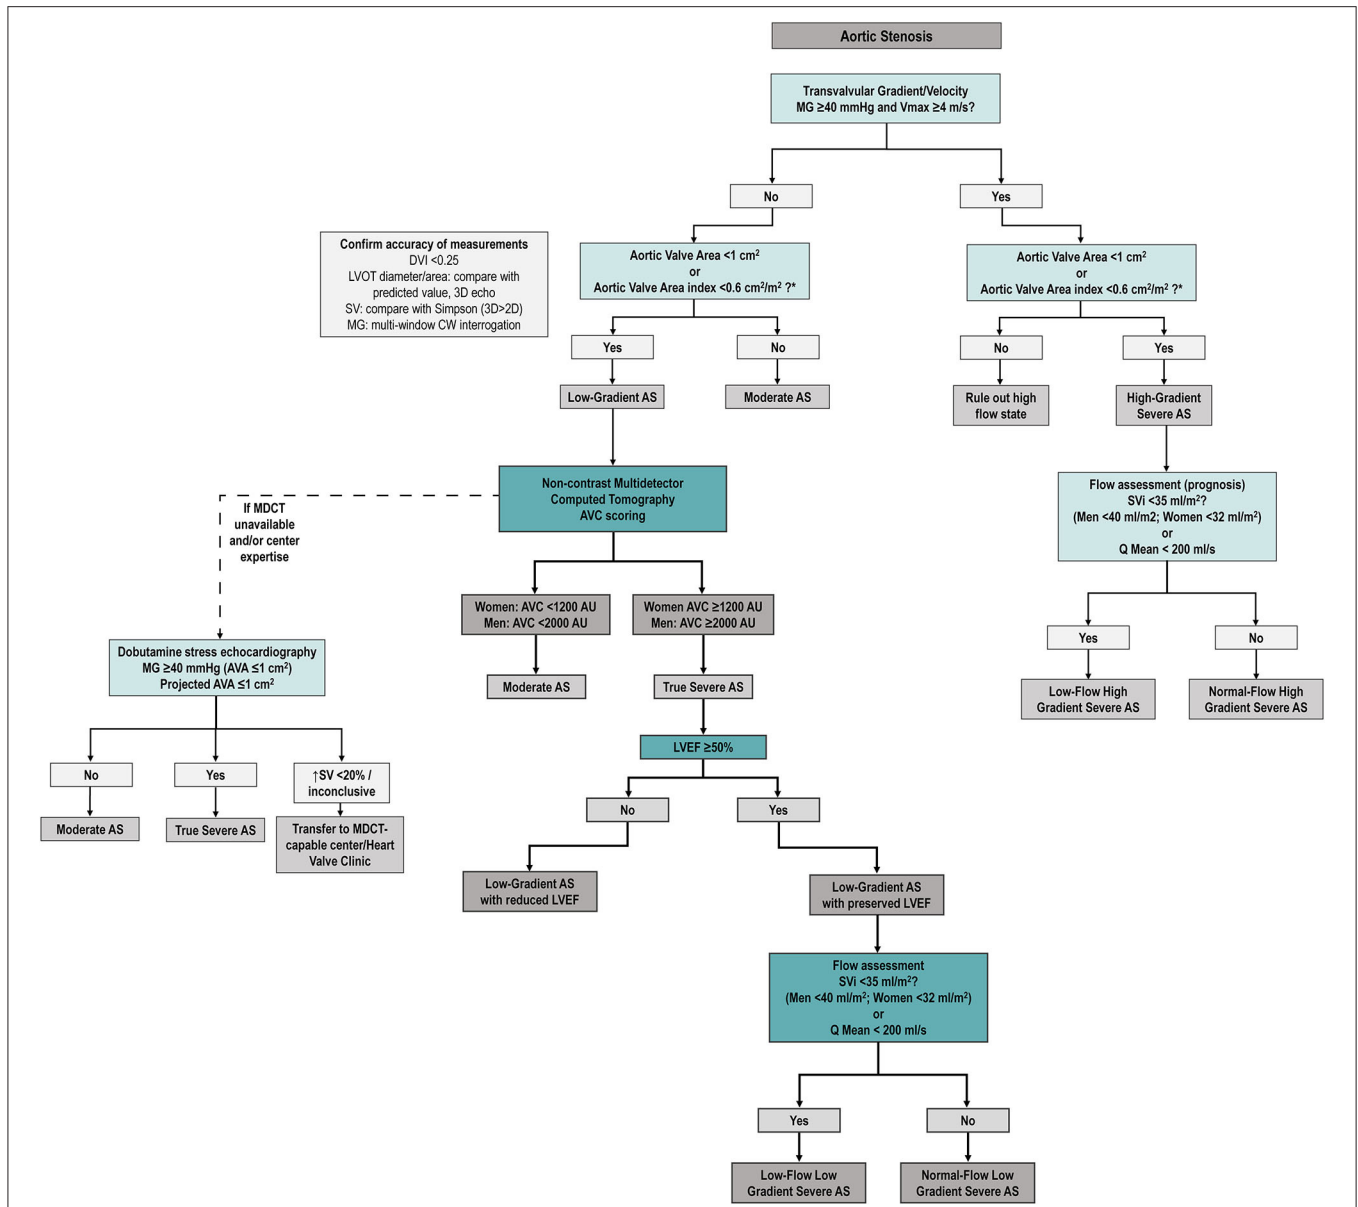 Aortic Stenosis
Transvalvular Gradient/Velocity
MG ≥40 mmHg and Vmax ≥4 m/s?
No
Yes
Confirm accuracy of measurements
DVI <0.25
LVOT diameter/area: compare with
predicted value, 3D echo
SV: compare with Simpson (3D>2D)
MG: multi-window CW interrogation
Aortic Valve Area <1 cm²
or
Aortic Valve Area index <0.6 cm²/m² ?*
Aortic Valve Area <1 cm²
or
Aortic Valve Area index <0.6 cm²/m² ?*
Yes
No
No
Yes
Low-Gradient AS
Moderate AS
Rule out high
flow state
High-Gradient
Severe AS
Non-contrast Multidetector
Computed Tomography
AVC scoring
Flow assessment (prognosis)
SVi <35 ml/m²?
(Men <40 ml/m2; Women <32 ml/m²)
or
Q Mean < 200 ml/s
If MDCT
unavailable
and/or center
expertise
Women: AVC <1200 AU
Men: AVC <2000 AU
Women AVC ≥1200 AU
Men: AVC ≥2000 AU
Yes
No
Dobutamine stress echocardiography
MG ≥40 mmHg (AVA ≤1 cm²)
Projected AVA ≤1 cm²
Moderate AS
True Severe AS
Low-Flow High
Gradient Severe AS
Normal-Flow High
Gradient Severe AS
LVEF ≥50%
No
Yes
↑SV <20% /
inconclusive
No
Yes
Moderate AS
True Severe AS
Transfer to MDCT-
capable center/Heart
Valve Clinic
Low-Gradient AS
with reduced LVEF
Low-Gradient AS
with preserved LVEF
Flow assessment
SVi <35 ml/m²?
(Men <40 ml/m²; Women <32 ml/m²)
or
Q Mean < 200 ml/s
Yes
No
Low-Flow Low
Gradient Severe AS
Normal-Flow Low
Gradient Severe AS